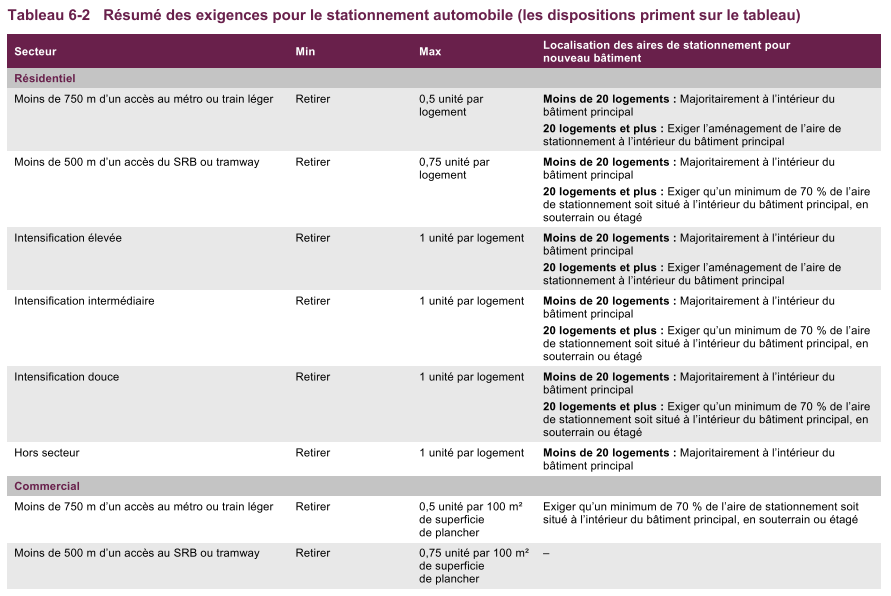 Tableau 6-2 Résumé des exigences pour le stationnement automobile (les dispositions priment sur le tableau)
Secteur Min Max Localisation des aires de stationnement pour
nouveau bâtiment
Résidentiel
Moins de 750 m d’un accès au métro ou train léger Retirer 0,5 unité par Moins de 20 logements : Majoritairement à l’intérieur du
logement bâtiment principal
20 logements et plus : Exiger l’aménagement de l’aire de
stationnement à l’intérieur du bâtiment principal
Moins de 500 m d’un accès du SRB ou tramway Retirer 0,75 unité par Moins de 20 logements : Majoritairement à l’intérieur du
logement bâtiment principal
20 logements et plus : Exiger qu’un minimum de 70 % de l’aire
de stationnement soit situé à l’intérieur du bâtiment principal, en
souterrain ou étagé
Intensification élevée Retirer 1 unité par logement Moins de 20 logements : Majoritairement à l’intérieur du
bâtiment principal
20 logements et plus : Exiger l’aménagement de l’aire de
stationnement à l’intérieur du bâtiment principal
Intensification intermédiaire Retirer 1 unité par logement Moins de 20 logements : Majoritairement à l’intérieur du
bâtiment principal
20 logements et plus : Exiger qu’un minimum de 70 % de l’aire
de stationnement soit situé à l’intérieur du bâtiment principal, en
souterrain ou étagé
Intensification douce Retirer 1 unité par logement Moins de 20 logements : Majoritairement à l’intérieur du
bâtiment principal
20 logements et plus : Exiger qu’un minimum de 70 % de l’aire
de stationnement soit situé à l’intérieur du bâtiment principal, en
souterrain ou étagé
Hors secteur Retirer 1 unité par logement Moins de 20 logements : Majoritairement à l’intérieur du
bâtiment principal
Commercial
Moins de 750 m d’un accès au métro ou train léger Retirer 0,5 unité par 100 m² Exiger qu’un minimum de 70 % de l’aire de stationnement soit
de superficie situé à l’intérieur du bâtiment principal, en souterrain ou étagé
de plancher
Moins de 500 m d’un accès au SRB ou tramway Retirer 0,75 unité par 100 m² –
de superficie
de plancher